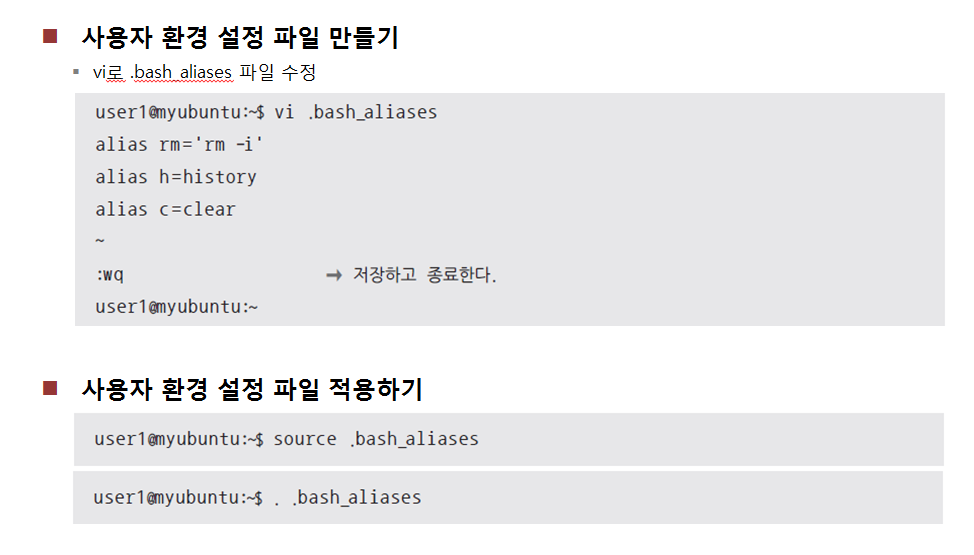 ■ 사용자 환경 설정 파일 만들기
▪ vi로 .bash_aliases 파일 수정
user1@myubuntu:~$ vi .bash_aliases
alias rm='rm -i'
alias h=history
alias c=clear
~
:wq → 저장하고 종료한다.
user1@myubuntu:~
■ 사용자 환경 설정 파일 적용하기
user1@myubuntu:~$ source .bash_aliases
user1@myubuntu:~$ . .bash_aliases